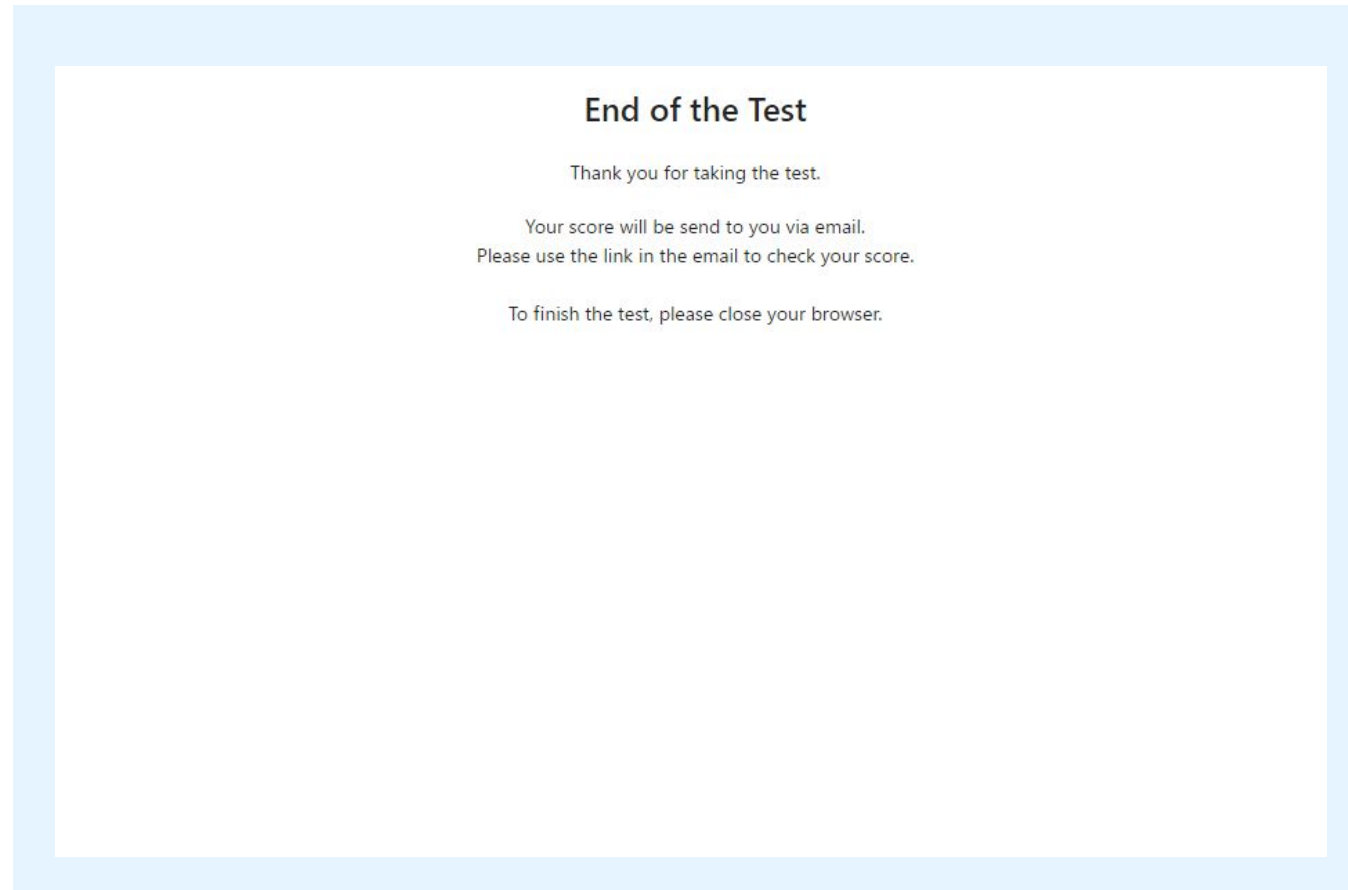 End of the Test
Thank you for taking the test.
Your score will be send to you via email.
Please use the link in the email to check your score.
To finish the test, please close your browser.